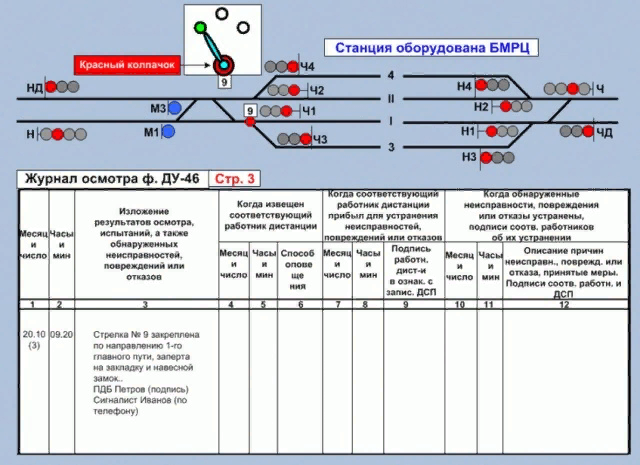 Станция оборудована БМРЦ
Красный колпачок
9
Ч4
4
НД
Ч2
Н4
Ч
II
М3
9
Ч1
Н2
I
Н
М1
Ч3
Н1
ЧД
3
Н3
Журнал осмотра ф. ДУ-46 Стр. 3
Месяц
и
число
Часы
и
мин
Изложение
результатов осмотра,
испытаний, а также
обнаруженных
неисправностей,
повреждений или
отказов
Когда извещен
соответствующий
работник дистанции
Месяц
и
число
Часы
и
мин
Способ
опове
ще
ния
Когда соответствующий
работник дистанции
прибыл для устранения
неисправностей,
повреждений или отказов
Месяц
и
число
Часы
и
мин
Подпись
работн.
дист-и
в ознак. с
запис. ДСП
Когда обнаруженные
неисправности, повреждения
или отказы устранены,
подписи соотв. работников
об их устранении
Месяц
и
число
Часы
и
мин
Описание причин
неисправн., поврежд. или
отказа, принятые меры.
Подписи соотв. работн. и
ДСП
1 2 3 4 5 6 7 8 9 10 11 12
20.10
(3)
09.20
Стрелка № 9 закреплена
по направлению 1-го
главного пути, заперта
на закладку и навесной
замок..
ПДБ Петров (подпись)
Сигналист Иванов (по
телефону)